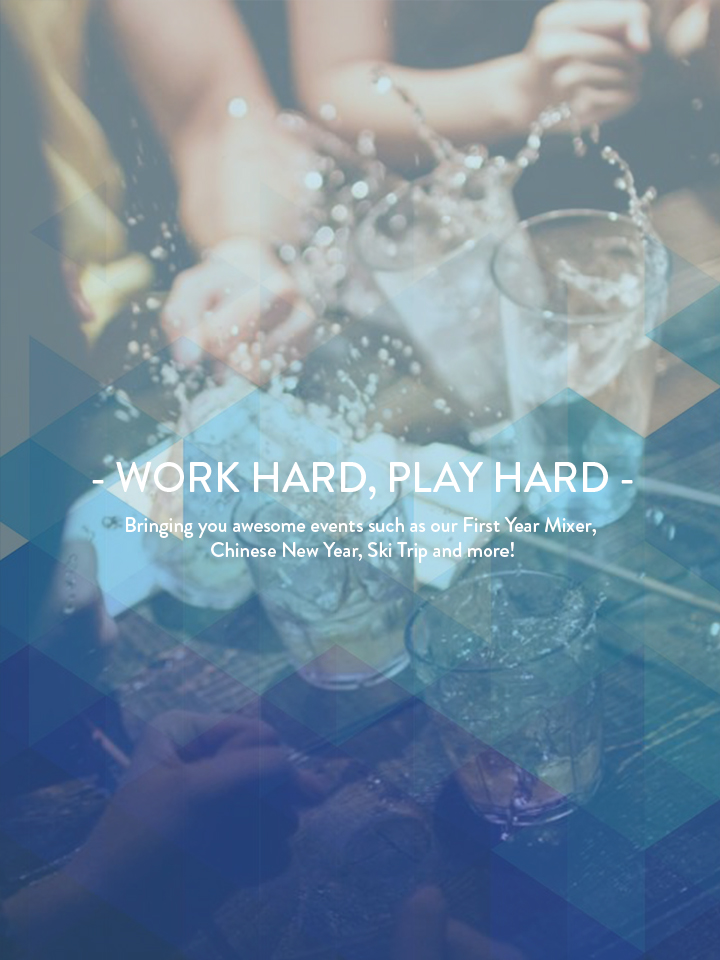 - WORK HARD, PLAY HARD -
Bringing you awesome events such as our First Year Mixer,
Chinese New Year, Ski Trip and more!